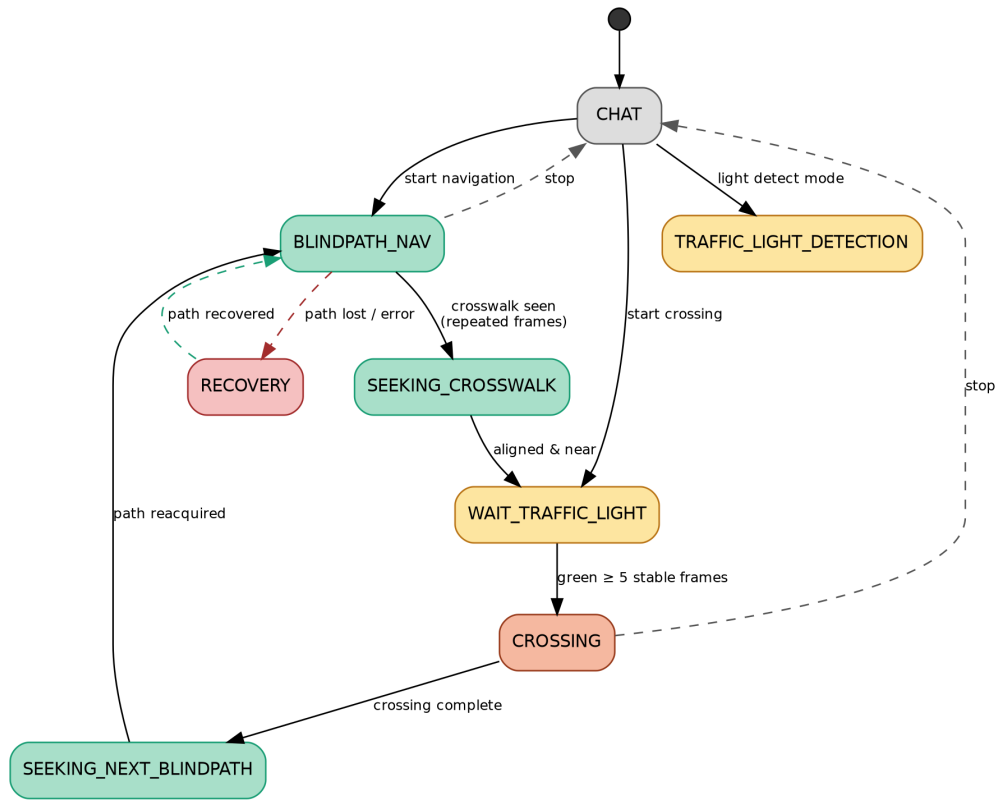 CHAT
start navigation
stop
light detect mode
BLINDPATH_NAV
TRAFFIC_LIGHT_DETECTION
path recovered
path lost / error
crosswalk seen
(repeated frames)
start crossing
RECOVERY
SEEKING_CROSSWALK
stop
aligned & near
WAIT_TRAFFIC_LIGHT
path reacquired
green ≥ 5 stable frames
CROSSING
crossing complete
SEEKING_NEXT_BLINDPATH